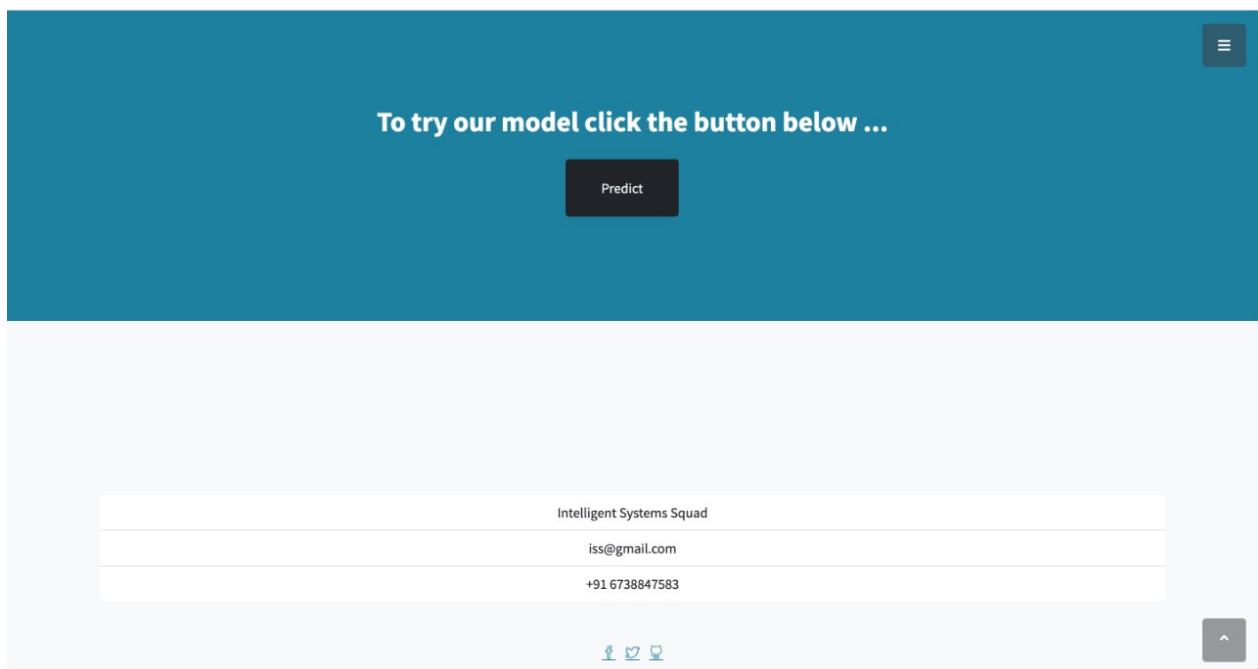 To try our model click the button below ...
Predict
Intelligent Systems Squad
iss@gmail.com
+91 6738847583